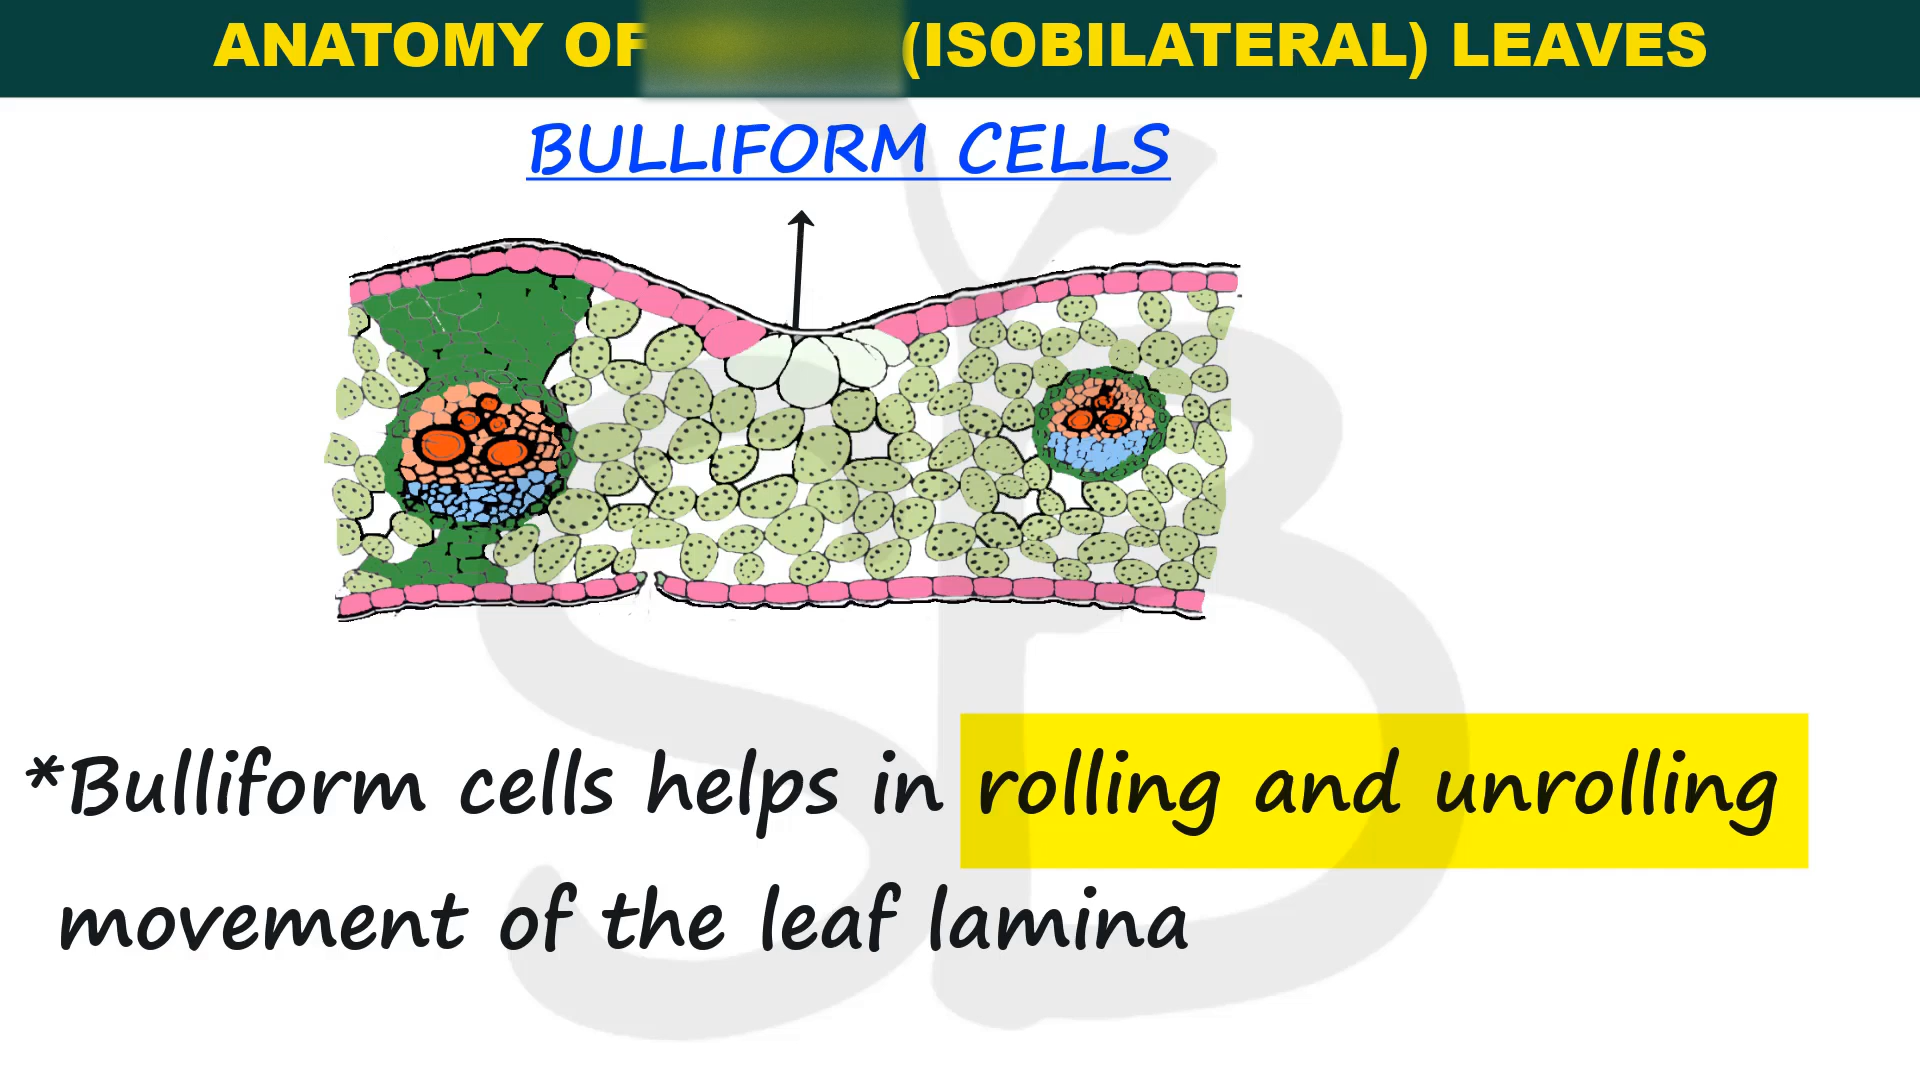 ANATOMY OF (ISOBILATERAL) LEAVES
BULLIFORM CELLS
*Bulliform cells helps in rolling and unrolling
movement of the leaf lamina